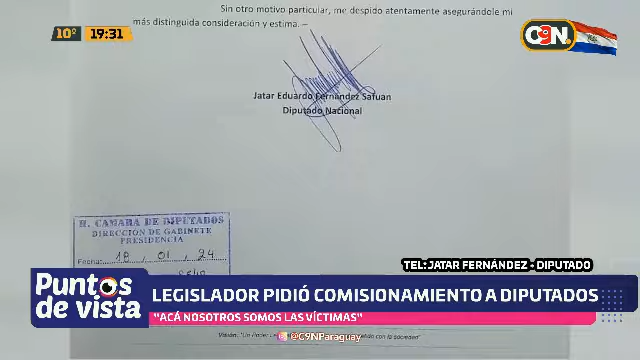 10º 19:31
C9N
Sin otro motivo particular, me despido atentamente asegurándole mi
más distinguida consideración y estima. –
Jatar Eduardo Fernández Safuan
Diputado Nacional
H. CAMARA DE DIPUTADOS
DIRECCION DE GABINETE
PRESIDENCIA
Fecha: 18 , 01 , 24
TEL: JATAR FERNÁNDEZ - DIPUTADO
Puntos
de vista
LEGISLADOR PIDIÓ COMISIONAMIENTO A DIPUTADOS
"ACÁ NOSOTROS SOMOS LAS VÍCTIMAS"
@C9NParaguay